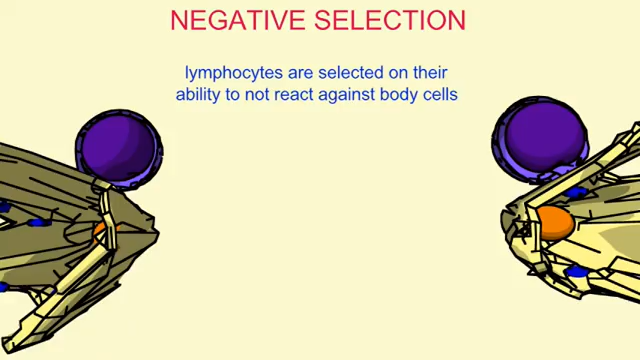 NEGATIVE SELECTION
lymphocytes are selected on their
ability to not react against body cells